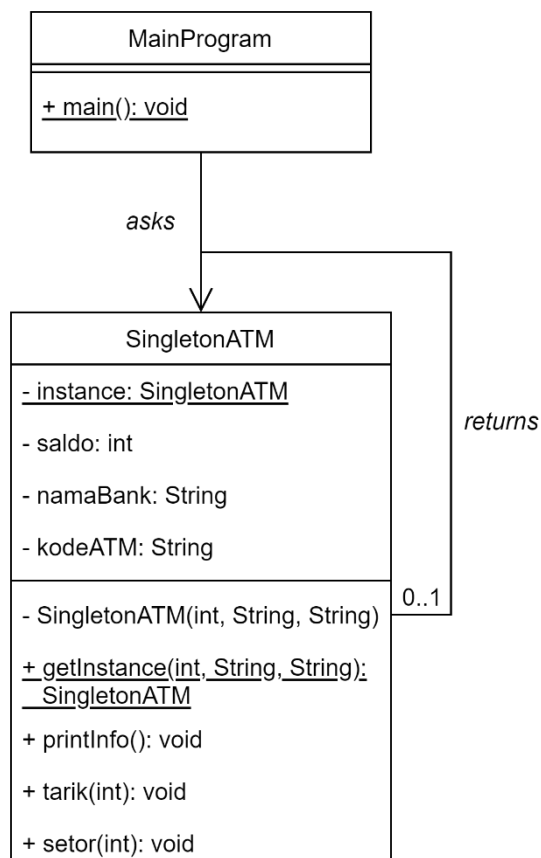 MainProgram
+ main(): void
asks
SingletonATM
- instance: SingletonATM
- saldo: int
returns
- namaBank: String
- kodeATM: String
0..1
- SingletonATM(int, String, String)
+ getInstance(int, String, String):
SingletonATM
+ printInfo(): void
+ tarik(int): void
+ setor(int): void